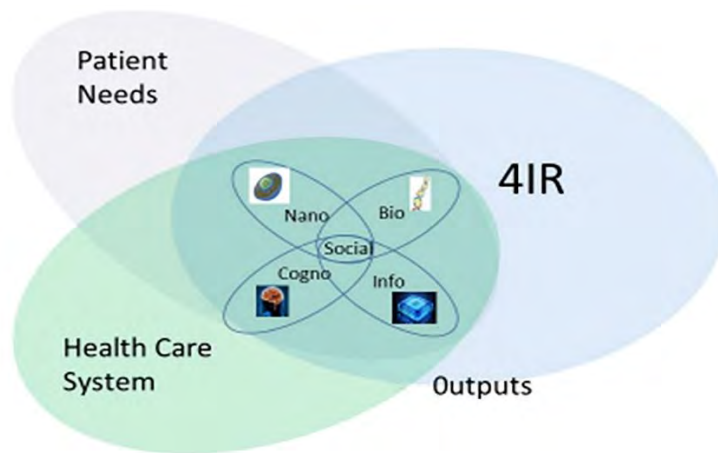 Patient
Needs
4IR
Nano
Bio
Social
Cogno
Info
Health Care
System
0utputs